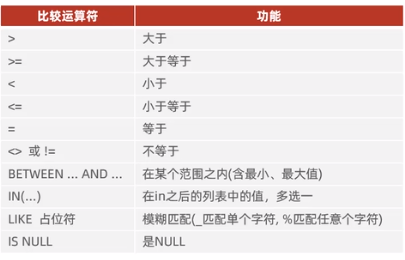 比较运算符 功能
> 大于
>= 大于等于
< 小于
<= 小于等于
= 等于
<> 或 != 不等于
BETWEEN ... AND ... 在某个范围之内(含最小、最大值)
IN(...) 在in之后的列表中的值，多选一
LIKE 占位符 模糊匹配(_匹配单个字符, %匹配任意个字符)
IS NULL 是NULL